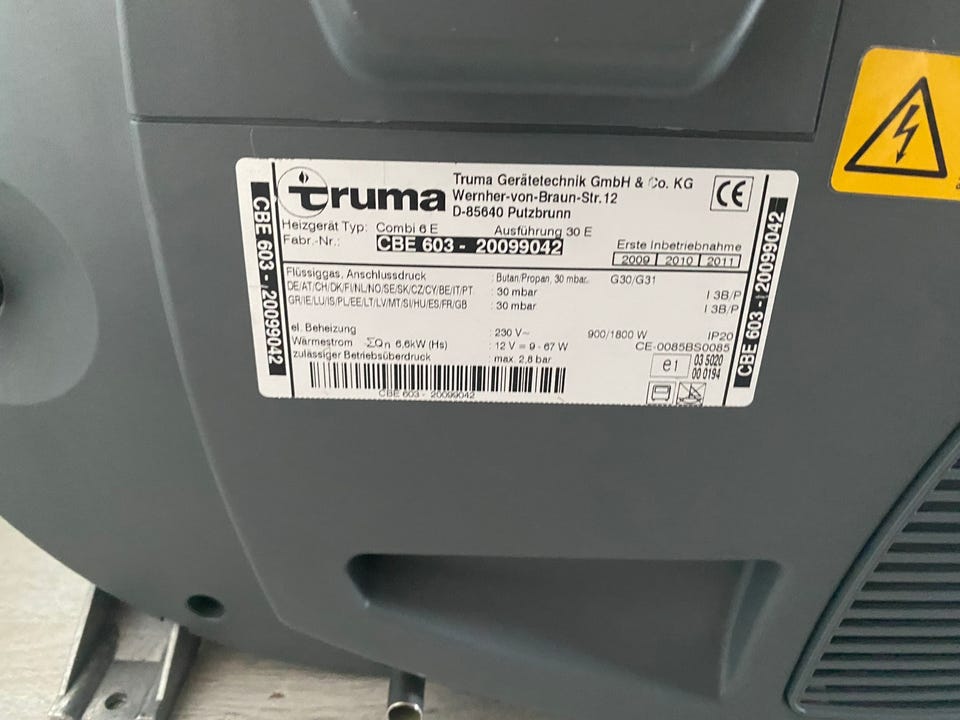 truma
Truma Gerätetechnik GmbH & Co. KG
Wernher-von-Braun-Str. 12
D-85640 Putzbrunn
CE
Heizgerät Typ: Combi 6 E Ausführung 30 E
Fabr.-Nr.: CBE 603 - 20099042
Erste Inbetriebnahme
2009 2010 2011
Flüssiggas, Anschlussdruck : Butan/Propan, 30 mbar. G30/G31
DE/AT/CH/DK/FI/NL/NO/SE/SK/CZ/CY/BE/IT/PT : 30 mbar I 3B/P
GR/IE/LU/IS/PL/EE/LT/LV/MT/SI/HU/ES/FR/GB : 30 mbar I 3B/P
el. Beheizung : 230 V~ 900/1800 W IP20
Wärmestrom -ΣQn 6,6kW (Hs) : 12 V = 9 - 67 W CE-0085BS0085
zulässiger Betriebsüberdruck : max. 2,8 bar
e1 03 5020
00 0194
CBE 603 - 20099042
CBE 603 - 20099042
CBE 603 - 20099042